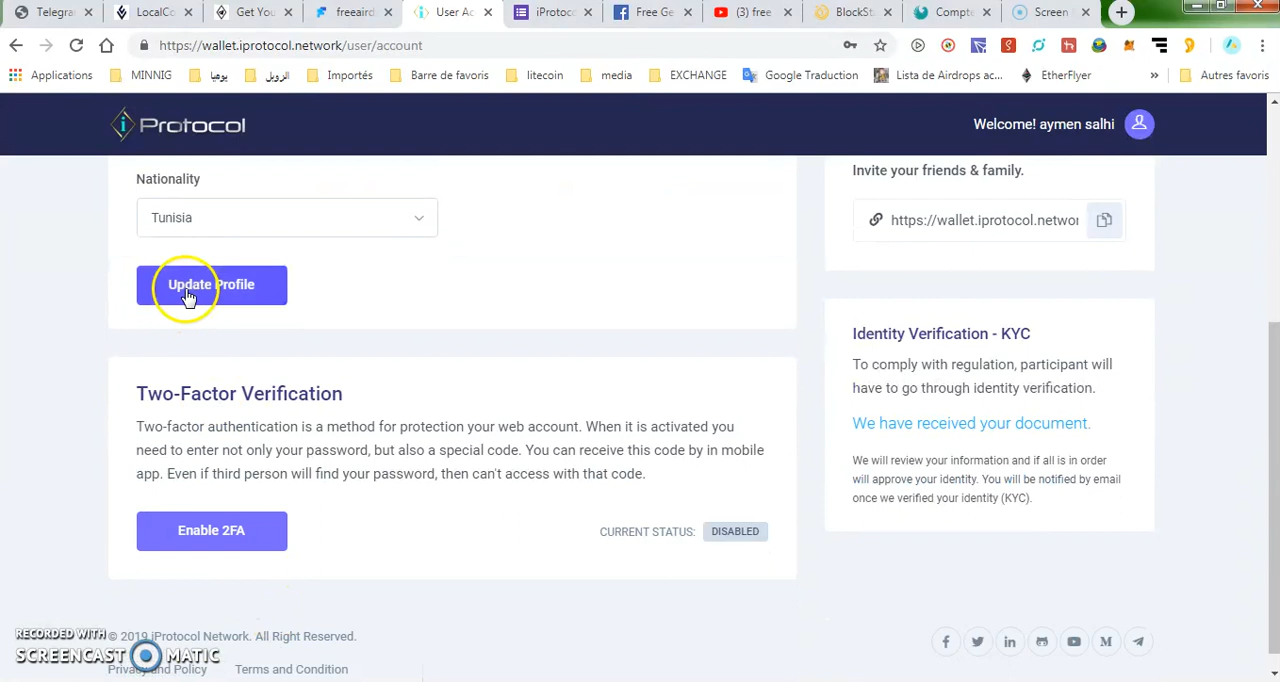 Telegra
LocalCo
Get You
freeaird
User Ac
iProtoco
Free Ge
(3) free
BlockSt
Compte
Screen
https://wallet.iprotocol.network/user/account
Applications
MINNIG
يوميا
الروبل
Importés
Barre de favoris
litecoin
media
EXCHANGE
Google Traduction
Lista de Airdrops ac...
EtherFlyer
»
Autres favoris
iProtocol
Welcome! aymen salhi
Nationality
Tunisia
Update Profile
Invite your friends & family.
https://wallet.iprotocol.networ
Two-Factor Verification
Two-factor authentication is a method for protection your web account. When it is activated you
need to enter not only your password, but also a special code. You can receive this code by in mobile
app. Even if third person will find your password, then can't access with that code.
Enable 2FA
CURRENT STATUS: DISABLED
Identity Verification - KYC
To comply with regulation, participant will
have to go through identity verification.
We have received your document.
We will review your information and if all is in order
will approve your identity. You will be notified by email
once we verified your identity (KYC).
© 2019 iProtocol Network. All Right Reserved.
Privacy and Policy
Terms and Condition
RECORDED WITH
SCREENCAST MATIC